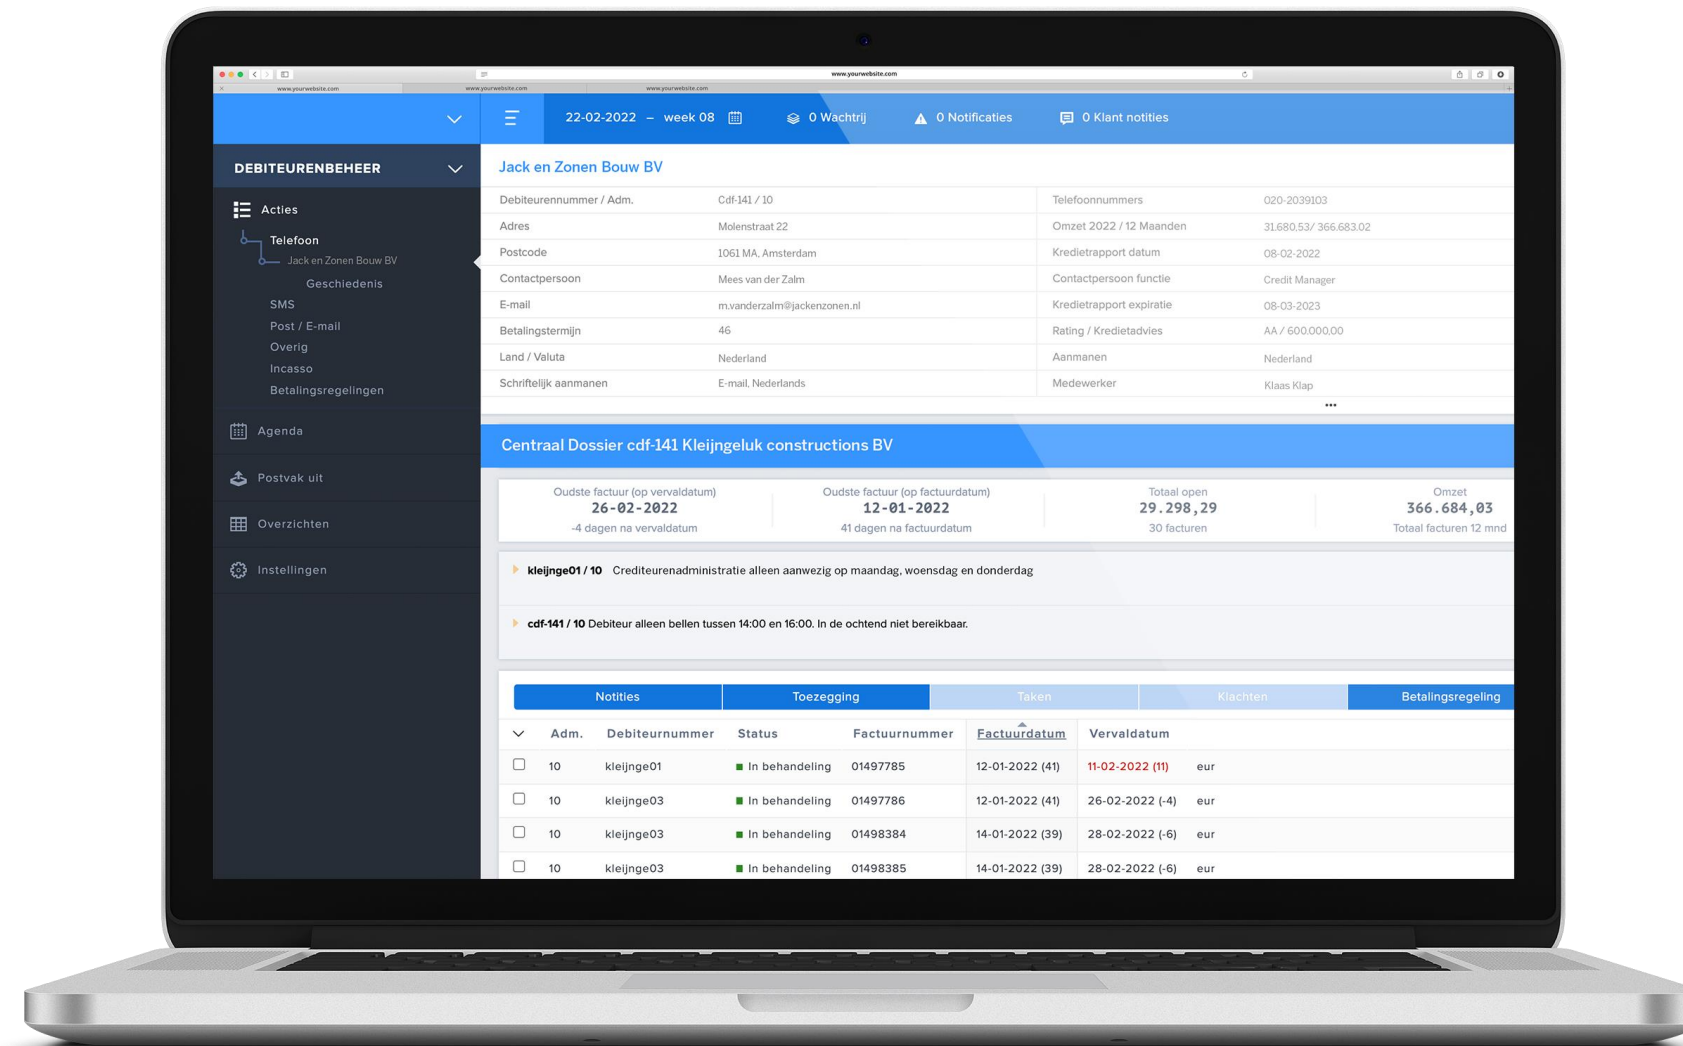 www.yourwebsite.com
www.yourwebsite.com www.yourwebsite.com www.yourwebsite.com
22-02-2022 – week 08 0 Wachtrij 0 Notificaties 0 Klant notities
DEBITEURENBEHEER
Acties
Telefoon
Jack en Zonen Bouw BV
Geschiedenis
SMS
Post / E-mail
Overig
Incasso
Betalingsregelingen
Agenda
Postvak uit
Overzichten
Instellingen
Jack en Zonen Bouw BV
Debiteurennummer / Adm. Cdf-141 / 10 Telefoonnummers 020-2039103
Adres Molenstraat 22 Omzet 2022 / 12 Maanden 31.680,53/ 366.683.02
Postcode 1061 MA, Amsterdam Kredietrapport datum 08-02-2022
Contactpersoon Mees van der Zalm Contactpersoon functie Credit Manager
E-mail m.vanderzalm@jackenzonen.nl Kredietrapport expiratie 08-03-2023
Betalingstermijn 46 Rating / Kredietadvies AA / 600.000,00
Land / Valuta Nederland Aanmanen Nederland
Schriftelijk aanmanen E-mail, Nederlands Medewerker Klaas Klap
Centraal Dossier cdf-141 Kleijngeluk constructions BV
Oudste factuur (op vervaldatum) Oudste factuur (op factuurdatum) Totaal open Omzet
26-02-2022 12-01-2022 29.298,29 366.684,03
-4 dagen na vervaldatum 41 dagen na factuurdatum 30 facturen Totaal facturen 12 mnd
kleijnge01 / 10 Crediteurenadministratie alleen aanwezig op maandag, woensdag en donderdag
cdf-141 / 10 Debiteur alleen bellen tussen 14:00 en 16:00. In de ochtend niet bereikbaar.
Notities Toezegging Taken Klachten Betalingsregeling
Adm. Debiteurnummer Status Factuurnummer Factuurdatum Vervaldatum
10 kleijnge01 In behandeling 01497785 12-01-2022 (41) 11-02-2022 (11) eur
10 kleijnge03 In behandeling 01497786 12-01-2022 (41) 26-02-2022 (-4) eur
10 kleijnge03 In behandeling 01498384 14-01-2022 (39) 28-02-2022 (-6) eur
10 kleijnge03 In behandeling 01498385 14-01-2022 (39) 28-02-2022 (-6) eur